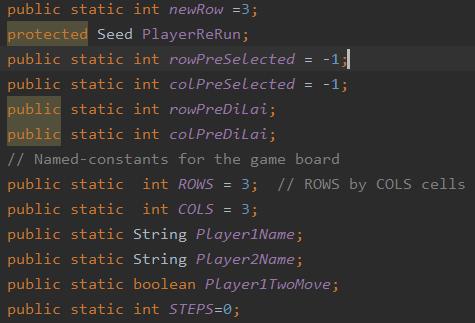 public static int newRow =3;
protected Seed PlayerReRun;
public static int rowPreSelected = -1;
public static int colPreSelected = -1;
public static int rowPreDiLai;
public static int colPreDiLai;
// Named-constants for the game board
public static  int ROWS = 3;  // ROWS by COLS cells
public static  int COLS = 3;
public static String Player1Name;
public static String Player2Name;
public static boolean Player1TwoMove;
public static int STEPS=0;